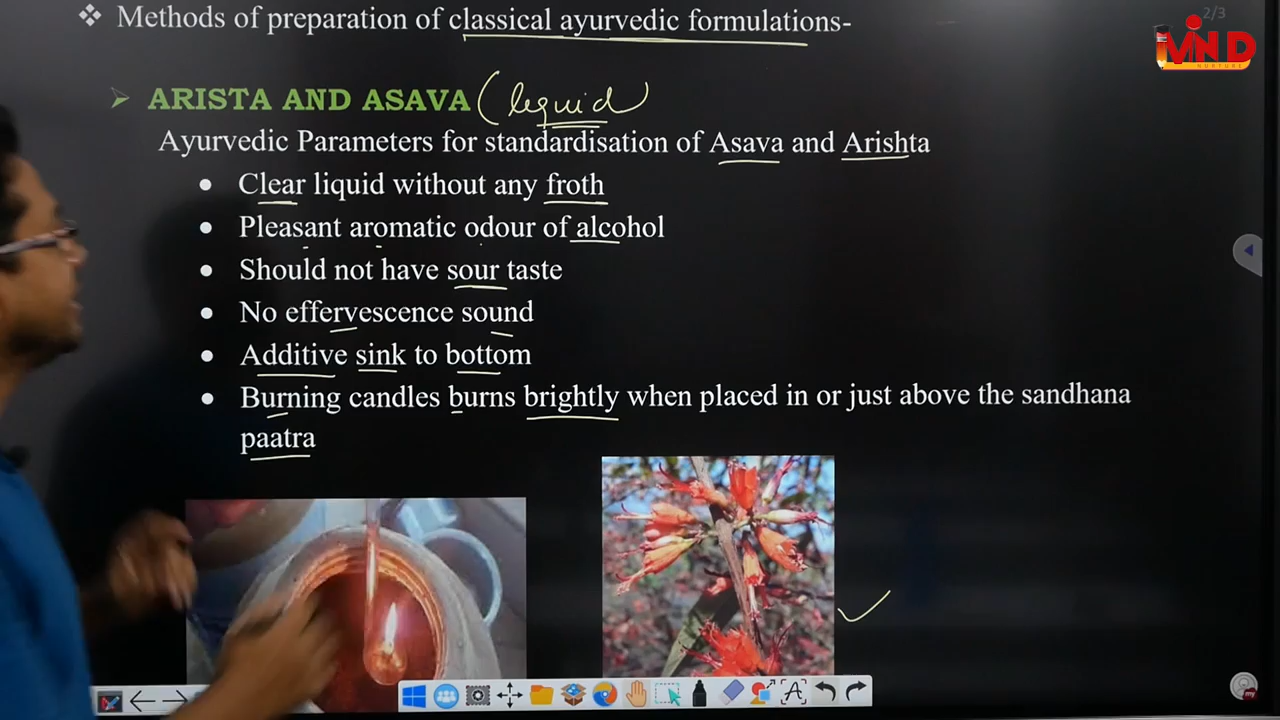 2/3
❖ Methods of preparation of classical ayurvedic formulations-
MIND
NURTURE
➢ ARISTA AND ASAVA (liquid)
Ayurvedic Parameters for standardisation of Asava and Arishta
• Clear liquid without any froth
• Pleasant aromatic odour of alcohol
• Should not have sour taste
• No effervescence sound
• Additive sink to bottom
• Burning candles burns brightly when placed in or just above the sandhana
paatra